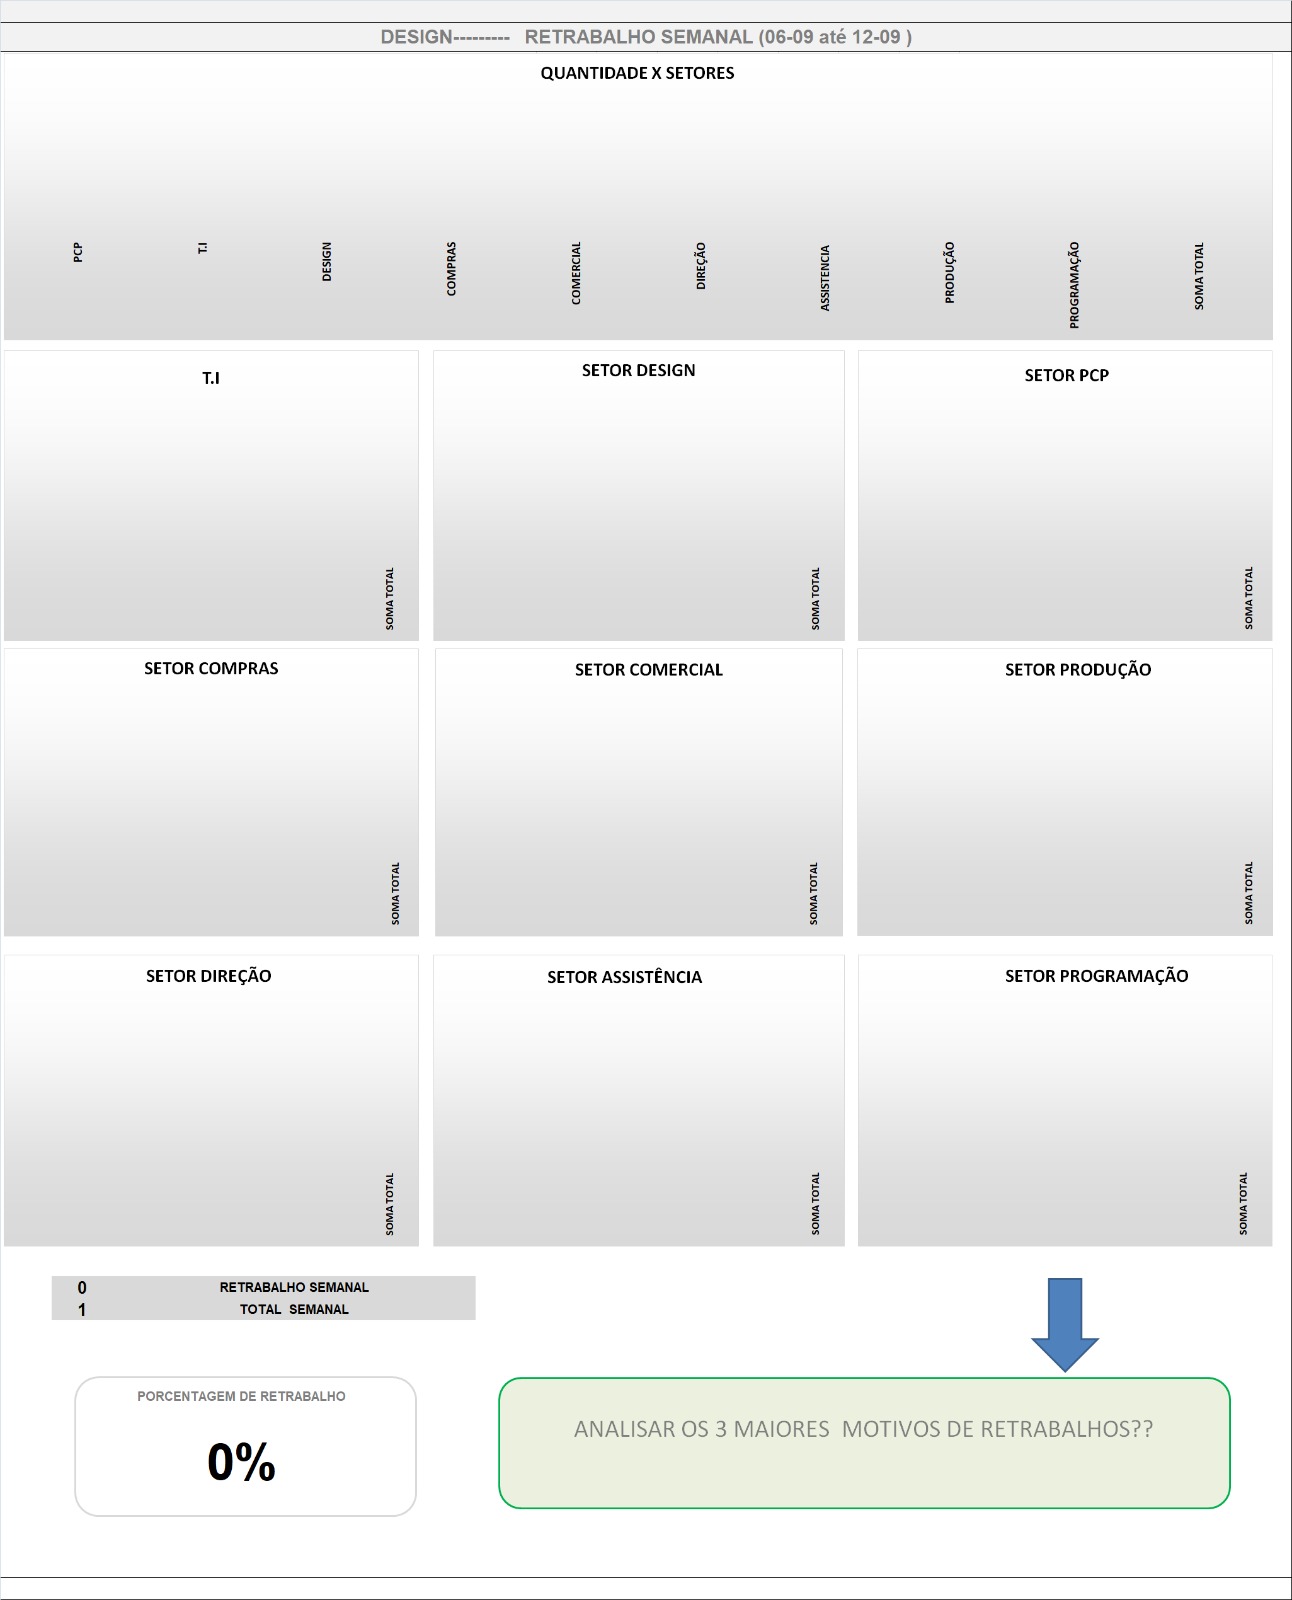 DESIGN--------- RETRABALHO SEMANAL (06-09 até 12-09 )
QUANTIDADE X SETORES
PCP
T.I
DESIGN
COMPRAS
COMERCIAL
DIREÇÃO
ASSISTENCIA
PRODUÇÃO
PROGRAMAÇÃO
SOMA TOTAL
T.I
SOMA TOTAL
SETOR DESIGN
SOMA TOTAL
SETOR PCP
SOMA TOTAL
SETOR COMPRAS
SOMA TOTAL
SETOR COMERCIAL
SOMA TOTAL
SETOR PRODUÇÃO
SOMA TOTAL
SETOR DIREÇÃO
SOMA TOTAL
SETOR ASSISTÊNCIA
SOMA TOTAL
SETOR PROGRAMAÇÃO
SOMA TOTAL
0 RETRABALHO SEMANAL
1 TOTAL SEMANAL
PORCENTAGEM DE RETRABALHO
0%
ANALISAR OS 3 MAIORES MOTIVOS DE RETRABALHOS??